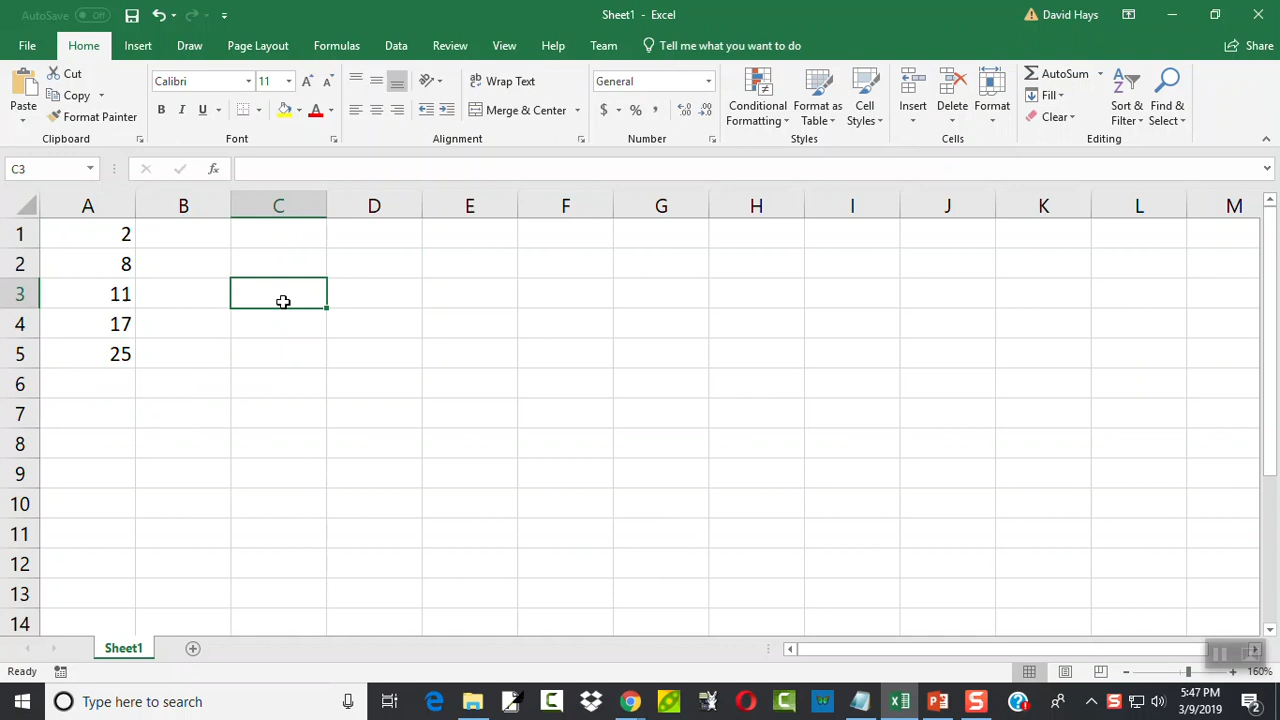 AutoSave Off
Sheet1 - Excel
David Hays
File Home Insert Draw Page Layout Formulas Data Review View Help Team Tell me what you want to do Share
Paste
Cut
Copy
Format Painter
Clipboard
Calibri 11
B I U
Font
Wrap Text
Merge & Center
Alignment
General
$ % ,
Number
Conditional Formatting
Format as Table
Cell Styles
Styles
Insert Delete Format
Cells
AutoSum
Fill
Clear
Sort & Filter
Find & Select
Editing
C3
fx
A B C D E F G H I J K L M
1 2
2 8
3 11
4 17
5 25
6
7
8
9
10
11
12
13
14
Sheet1
Ready
160%
Type here to search
5:47 PM
3/9/2019
2